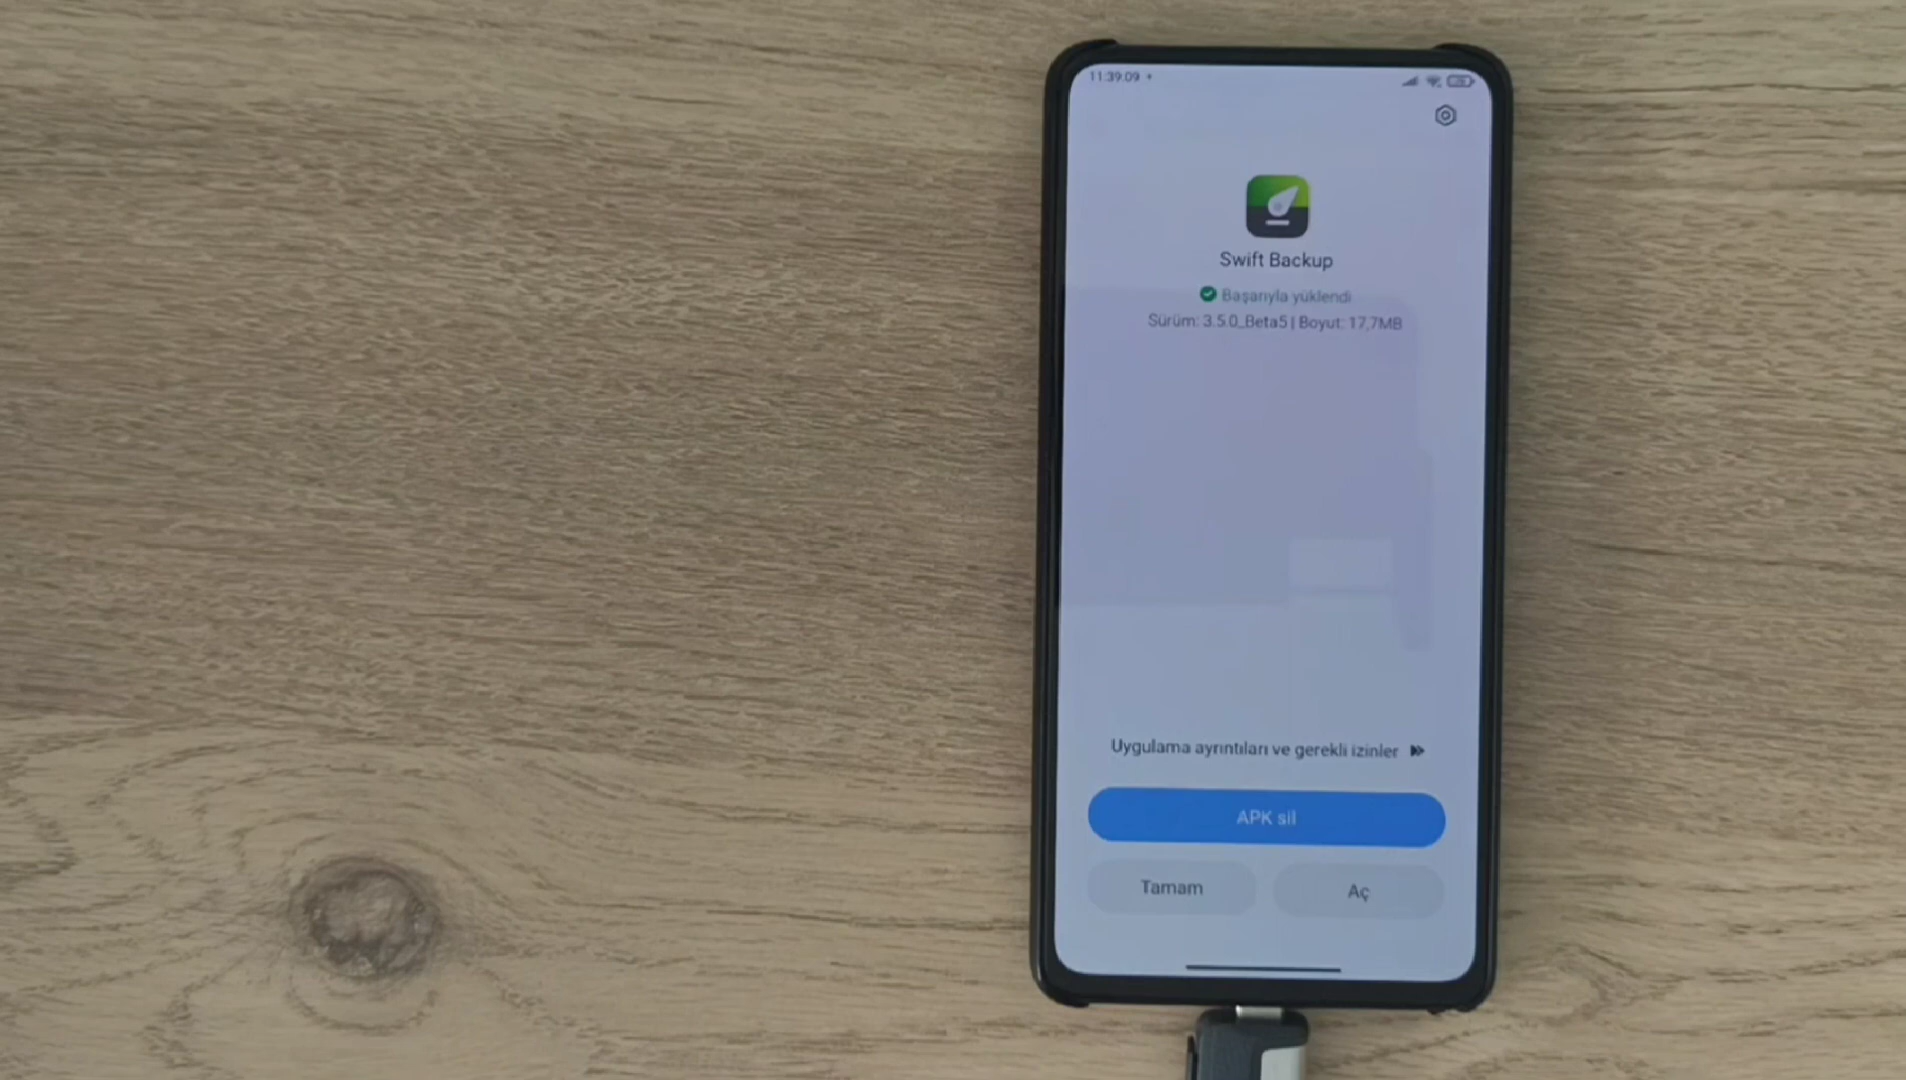 11.39.09
Swift Backup
Başarıyla yüklendi
Sürüm: 3.5.0_Beta5 | Boyut: 17,7MB
Uygulama ayrıntıları ve gerekli izinler
APK sil
Tamam
Aç